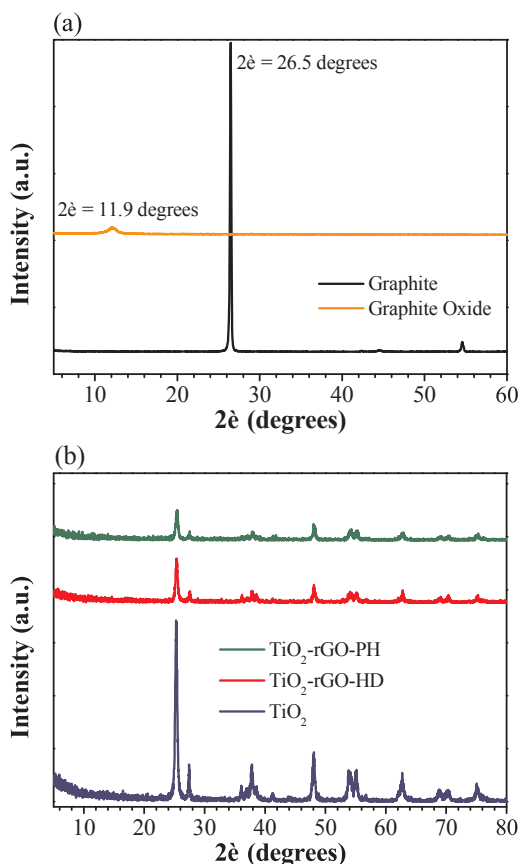 (a)
2è = 26.5 degrees
2è = 11.9 degrees
Graphite
Graphite Oxide
Intensity (a.u.)
10 20 30 40 50 60
2è (degrees)
(b)
TiO₂-rGO-PH
TiO₂-rGO-HD
TiO₂
Intensity (a.u.)
10 20 30 40 50 60 70 80
2è (degrees)